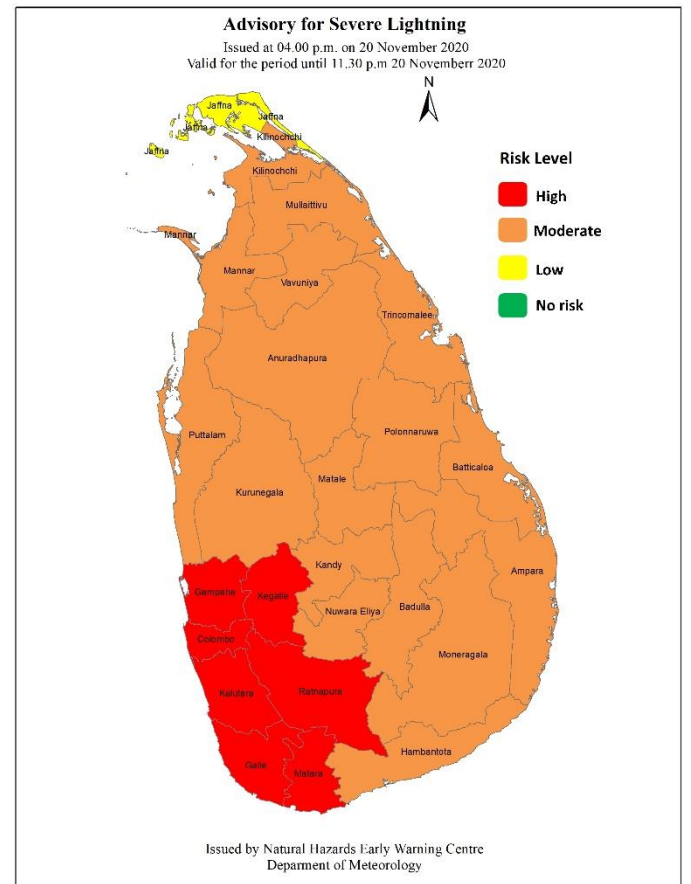 Advisory for Severe Lightning
Issued at 04.00 p.m. on 20 November 2020
Valid for the period until 11.30 p.m 20 Novemberr 2020
N
Jaffna
Jaffna
Jaffna
Jaffna
Kilinochchi
Kilinochchi
Mullaittivu
Mannar
Mannar
Vavuniya
Trincomalee
Anuradhapura
Puttalam
Polonnaruwa
Batticaloa
Matale
Kurunegala
Kandy
Ampara
Gampaha
Kegalle
Nuwara Eliya
Badulla
Colombo
Moneragala
Kalutara
Ratnapura
Hambantota
Galle
Matara
Risk Level
High
Moderate
Low
No risk
Issued by Natural Hazards Early Warning Centre
Deparment of Meteorology